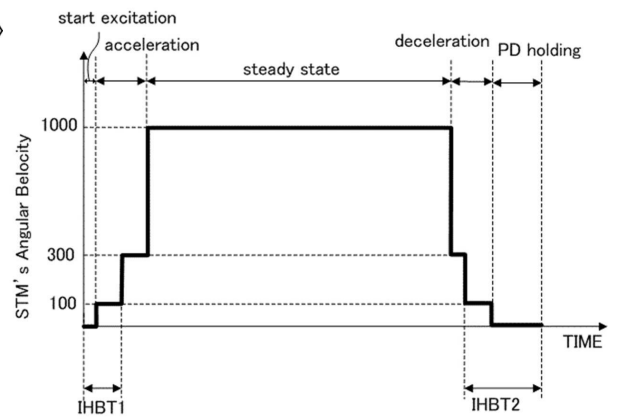 start excitation
acceleration
deceleration
PD holding
steady state
1000
300
100
STM's Angular Belocity
TIME
IHBT1
IHBT2